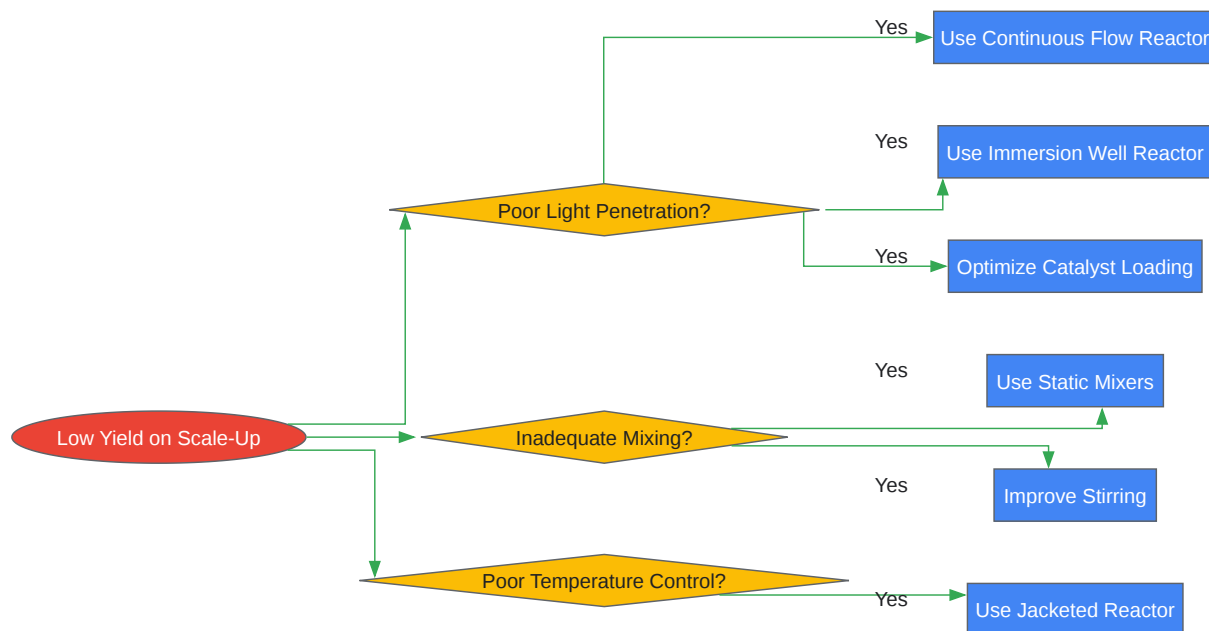 Yes
Use Continuous Flow Reactor
Yes
Use Immersion Well Reactor
Poor Light Penetration?
Yes
Optimize Catalyst Loading
Yes
Use Static Mixers
Low Yield on Scale-Up
Inadequate Mixing?
Yes
Improve Stirring
Poor Temperature Control?
Yes
Use Jacketed Reactor